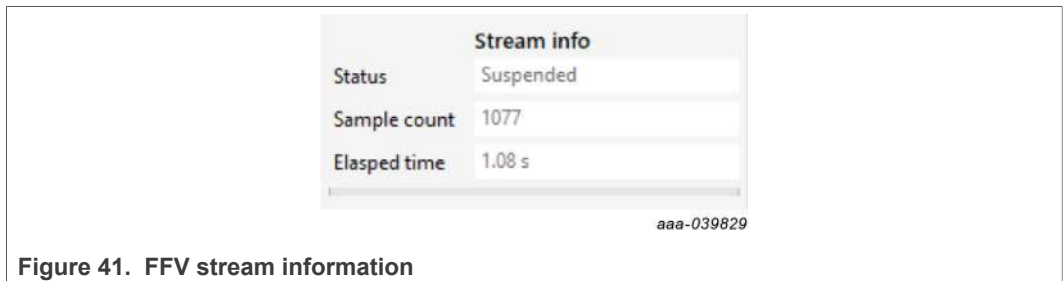 Stream info
Status Suspended
Sample count 1077
Elasped time 1.08 s
aaa-039829
Figure 41. FFV stream information